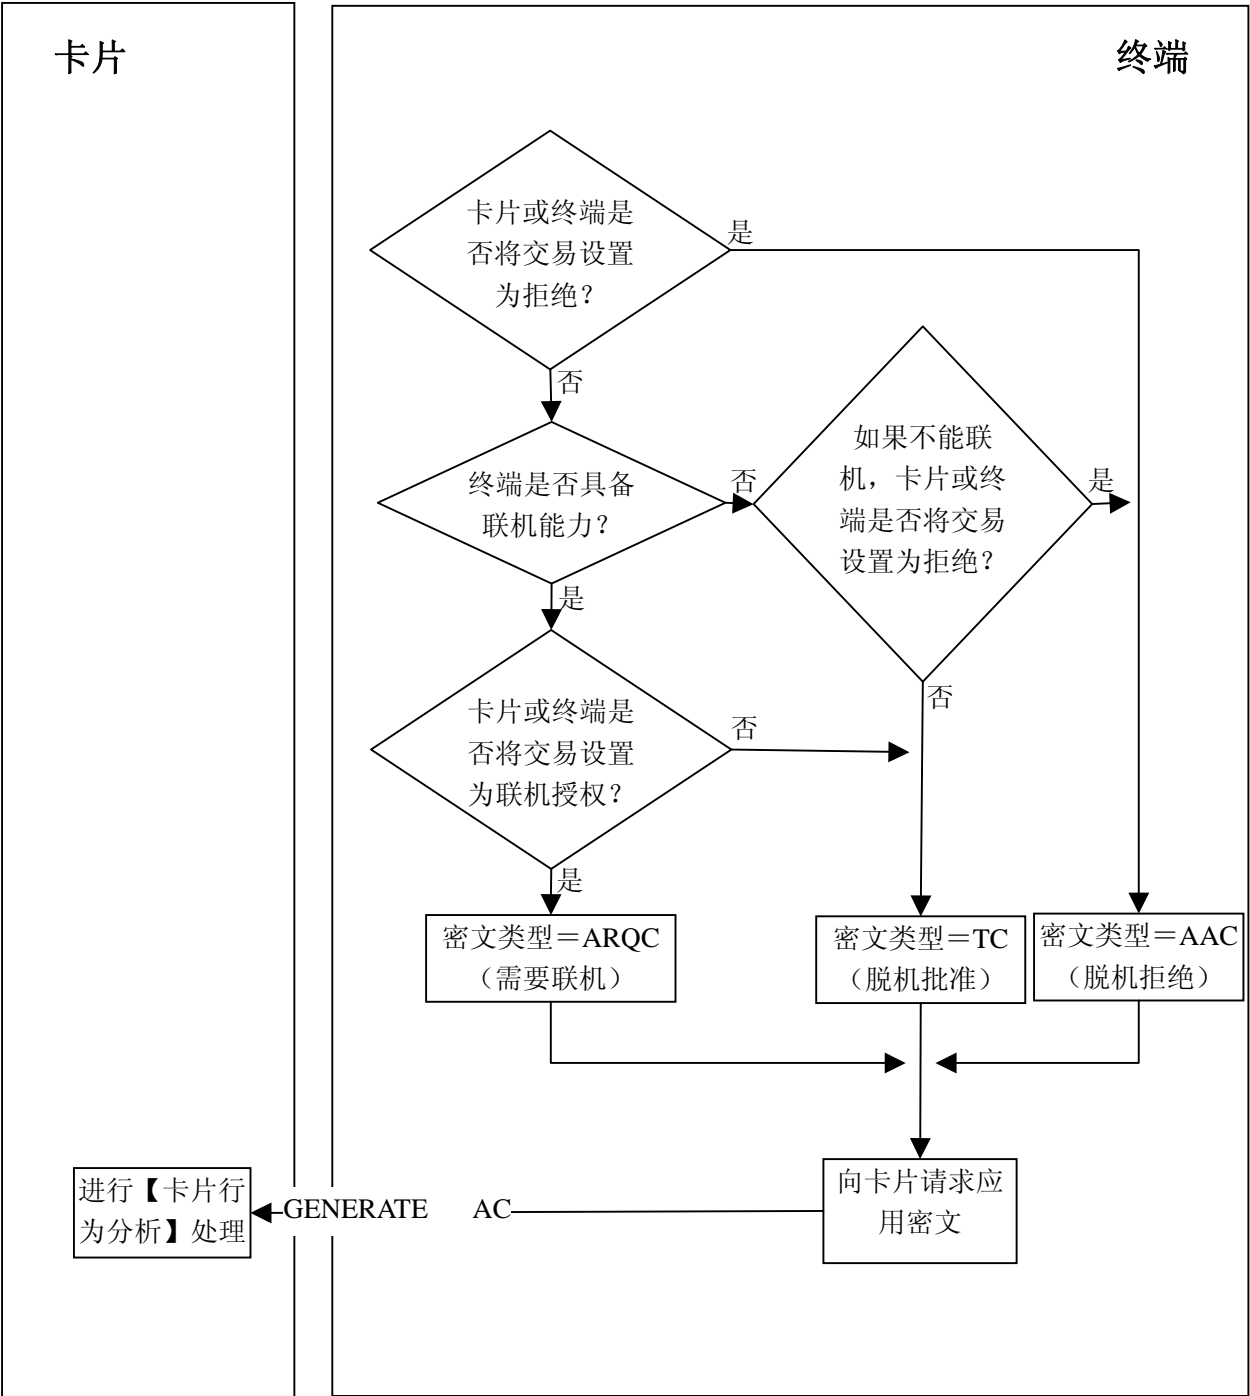 卡片
终端
卡片或终端是
否将交易设置
为拒绝？
是
否
终端是否具备
联机能力？
否
如果不能联
机，卡片或终
端是否将交易
设置为拒绝？
是
是
否
卡片或终端是
否将交易设置
为联机授权？
否
是
密文类型＝ARQC
（需要联机）
密文类型＝TC
（脱机批准）
密文类型＝AAC
（脱机拒绝）
向卡片请求应
用密文
GENERATE AC
进行【卡片行
为分析】处理